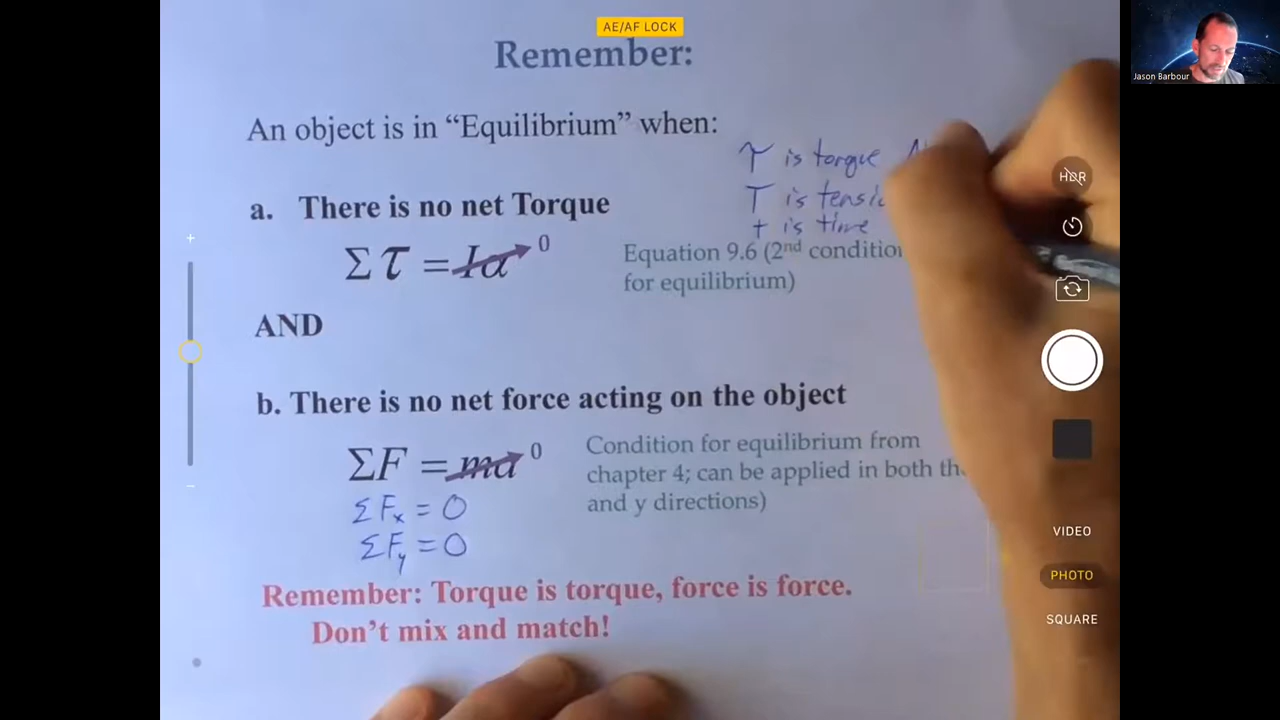 AE/AF LOCK
Jason Barbour
Remember:
An object is in “Equilibrium” when:
τ is torque
T is
t is time
a. There is no net Torque
Στ = Iα 0
Equation 9.6 (2nd
for equilibrium)
AND
b. There is no net force acting on the object
ΣF = ma 0
Condition for equilibrium from
chapter 4; can be applied in both
and y directions)
ΣFx = 0
ΣFy = 0
Remember: Torque is torque, force is force.
Don’t mix and match!
HDR
VIDEO
PHOTO
SQUARE